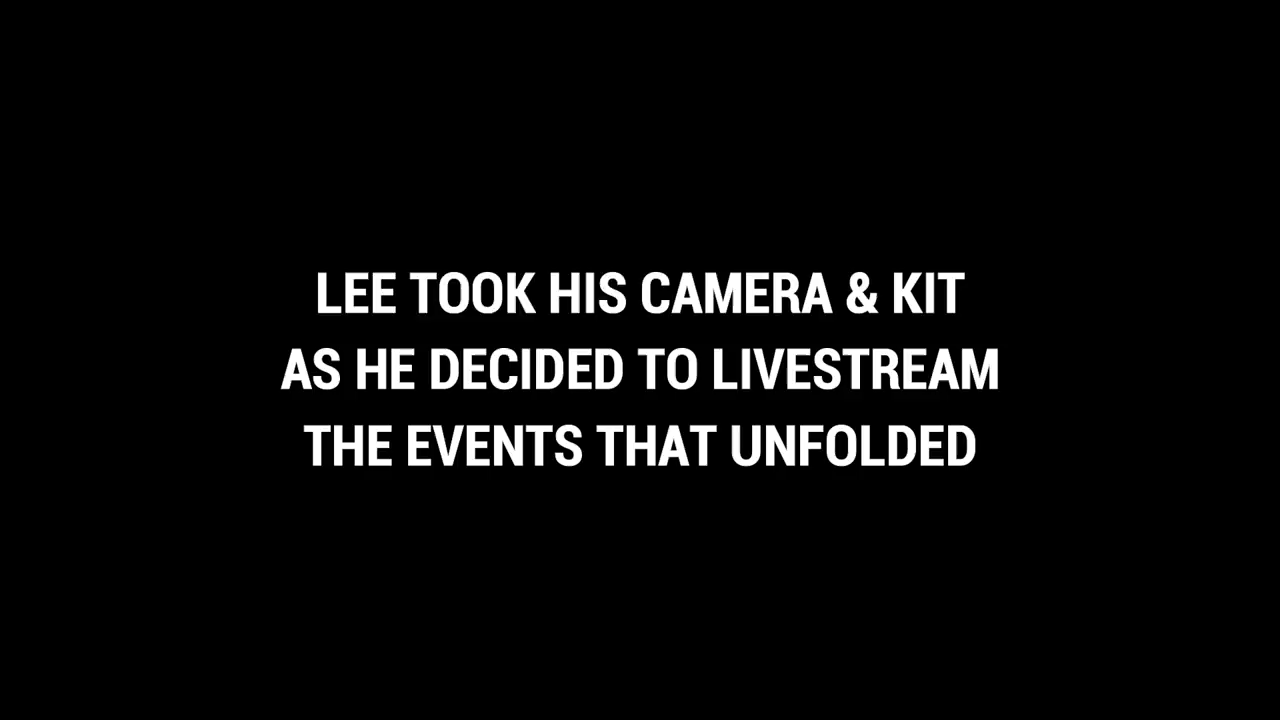 LEE TOOK HIS CAMERA & KIT
AS HE DECIDED TO LIVESTREAM
THE EVENTS THAT UNFOLDED